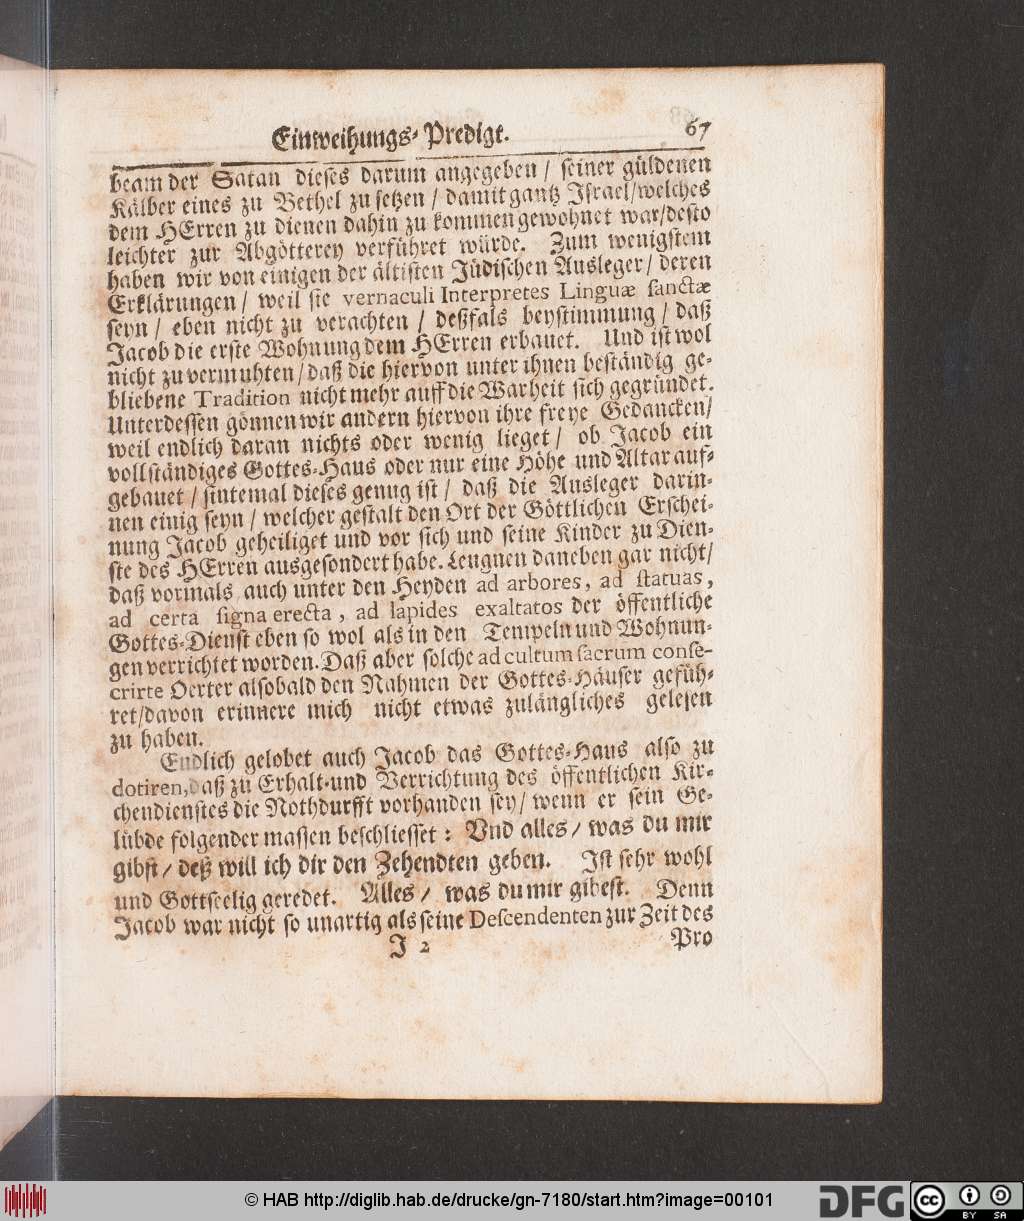 Einweihungs-Predigt. 67
beam der Satan dieses darum angegeben / seiner güldenen
Kälber eines zu Bethel zu setzen / damit gantz Israel/welches
dem HErren zu dienen dahin zu kommen gewohnet war/desto
leichter zur Abgötterey verführet würde. Zum wenigstem
haben wir von einigen der ältisten Jüdischen Ausleger / deren
Erklärungen / weil sie vernaculi Interpretes Linguæ sanctæ
seyn / eben nicht zu verachten / deßfals beystimmung / daß
Jacob die erste Wohnung dem HErren erbauet. Und ist wol
nicht zu vermuhten / daß die hiervon unter ihnen beständig ge-
bliebene Tradition nicht mehr auff die Warheit sich gegründet.
Unterdessen gönnen wir andern hiervon ihre freye Gedancken/
weil endlich daran nichts oder wenig lieget / ob Jacob ein
vollständiges Gottes-Haus oder nur eine Höhe und Altar auf-
gebauet / sintemal dieses genug ist / daß die Ausleger darin-
nen einig seyn / welcher gestalt den Ort der Göttlichen Erschei-
nung Jacob geheiliget und vor sich und seine Kinder zu Dien-
ste des HErren ausgesondert habe. Leugnen daneben gar nicht/
daß vormals auch unter den Heyden ad arbores, ad statuas,
ad certa signa erecta, ad lapides exaltatos der öffentliche
Gottes-Dienst eben so wol als in den Tempeln und Wohnun-
gen verrichtet worden. Daß aber solche ad cultum sacrum conse-
crirte Oerter alsobald den Nahmen der Gottes-Häuser gefüh-
ret/davon erinnere mich nicht etwas zulängliches gelesen
zu haben.
Endlich gelobet auch Jacob das Gottes-Haus also zu
dotiren, daß zu Erhalt-und Verrichtung des öffentlichen Kir-
chendienstes die Nothdurfft vorhanden sey / wenn er sein Ge-
lübde folgender massen beschliesset: Vnd alles / was du mir
gibst / deß will ich dir den Zehendten geben. Ist sehr wohl
und Gottseelig geredet. Alles / was du mir gibest. Denn
Jacob war nicht so unartig als seine Descendenten zur Zeit des
J 2 Pro
© HAB http://diglib.hab.de/drucke/gn-7180/start.htm?image=00101
DFG
cc BY SA